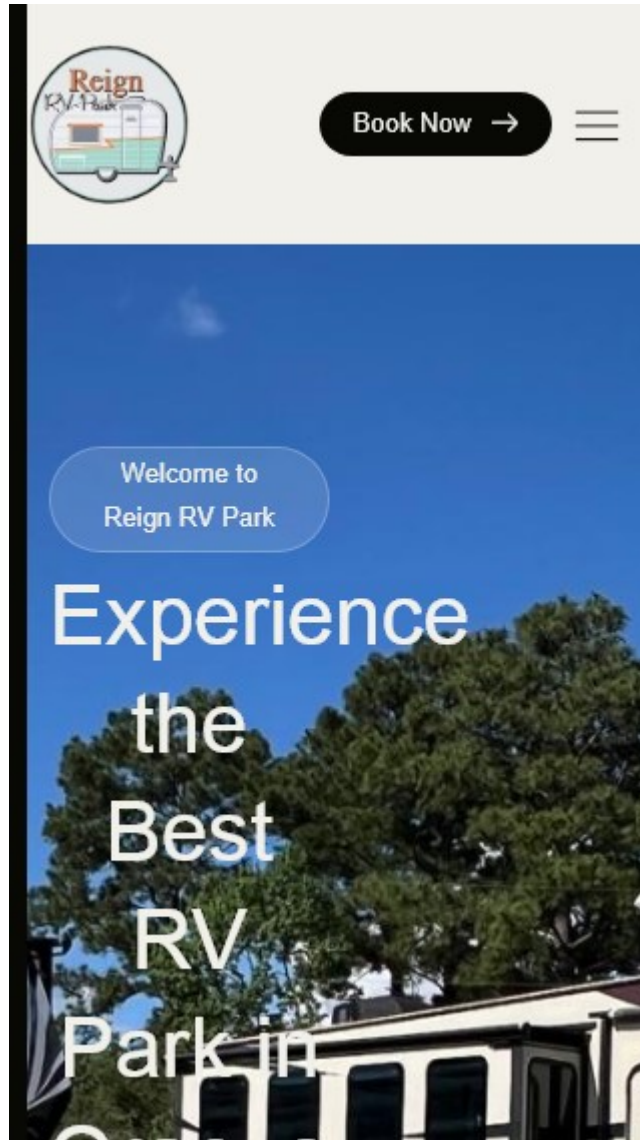 Reign
RV Park
Book Now →
Welcome to
Reign RV Park
Experience
the
Best
RV
Park in